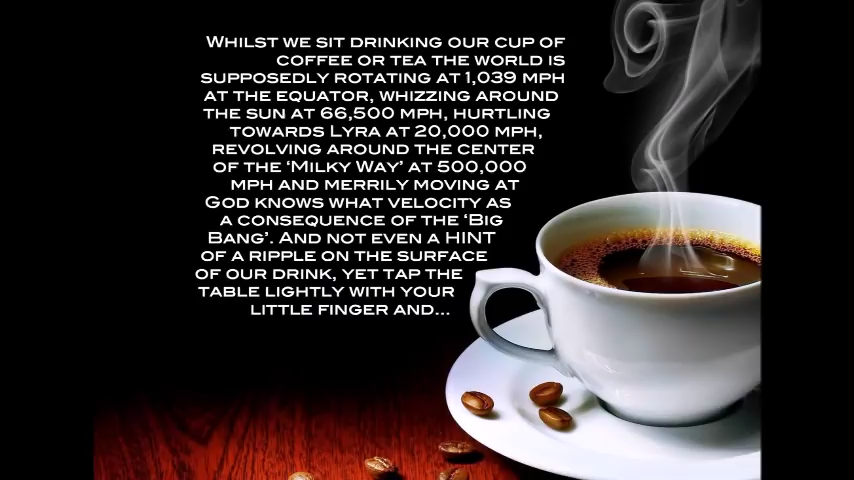 Whilst we sit drinking our cup of
coffee or tea the world is
supposedly rotating at 1,039 mph
at the equator, whizzing around
the sun at 66,500 mph, hurtling
towards Lyra at 20,000 mph,
revolving around the center
of the ‘Milky Way’ at 500,000
mph and merrily moving at
God knows what velocity as
a consequence of the ‘Big
Bang’. And not even a HINT
of a ripple on the surface
of our drink, yet tap the
table lightly with your
little finger and...